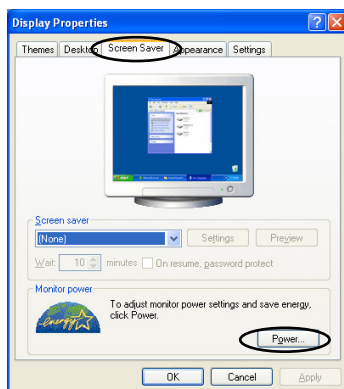 Display Properties
Themes Desktop Screen Saver Appearance Settings
Screen saver
(None) Settings Preview
Wait: 10 minutes On resume, password protect
Monitor power
To adjust monitor power settings and save energy,
click Power.
energy
Power...
OK Cancel Apply